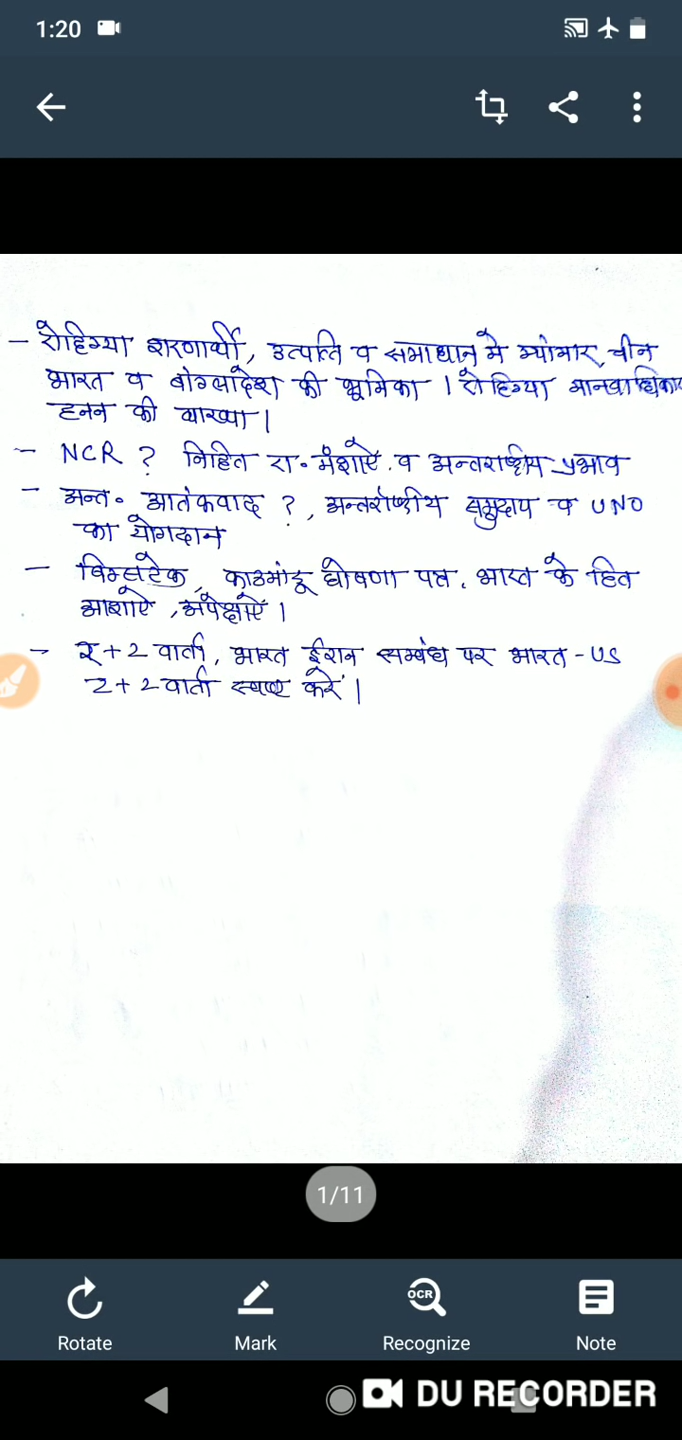 1:20
- रोहिंग्या शरणार्थी, उत्पत्ति व समाधान मे म्यांमार, चीन
भारत व बांग्लादेश की भूमिका । रोहिंग्या मानवाधिकार
हनन की व्याख्या।
- NCR ? निहित रा॰ मंशाऐं व अन्तराष्ट्रीय प्रभाव
- अन्त॰ आतंकवाद ?, अन्तर्राष्ट्रीय समुदाय व UNO
का योगदान
- बिम्सटेक, काठमांडू घोषणा पत्र, भारत के हित
आशाऐं, अपेक्षाऐं।
- 2+2 वार्ता, भारत ईरान सम्बंध पर भारत - US
2+2 वार्ता स्पष्ट करें।
1/11
OCR
Rotate Mark Recognize Note
DU RECORDER